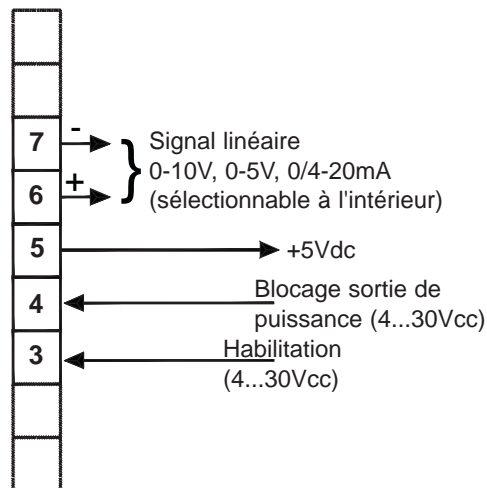 7 - Signal linéaire
0-10V, 0-5V, 0/4-20mA
6 + (sélectionnable à l'intérieur)
5 +5Vdc
4 Blocage sortie de
puissance (4...30Vcc)
3 Habilitation
(4...30Vcc)